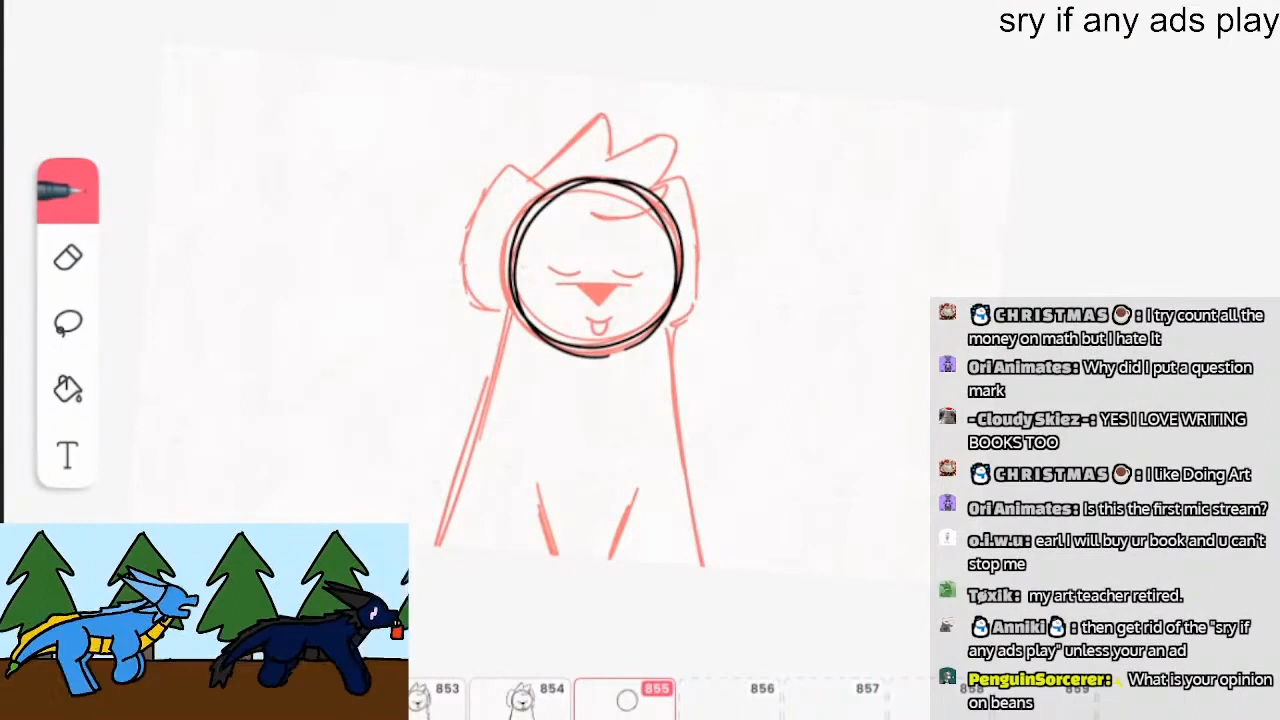 sry if any ads play
T
CHRISTMAS : I try count all the
money on math but I hate It
Ori Animates : Why did I put a question
mark
- Cloudy Skiez - : YES I LOVE WRITING
BOOKS TOO
CHRISTMAS : I like Doing Art
Ori Animates : Is this the first mic stream?
o.i.w.u : earl I will buy ur book and u can't
stop me
Tøxik : my art teacher retired.
Anniki : then get rid of the "sry if
any ads play" unless your an ad
PenguinSorcerer : What is your opinion
on beans
853 854 855 856 857 858 859